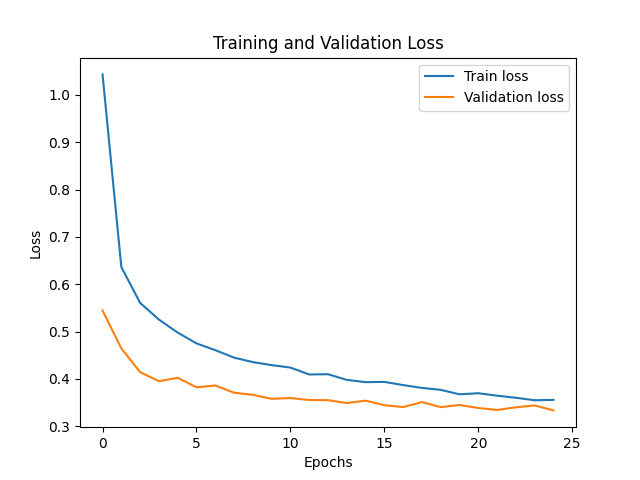 Training and Validation Loss
Train loss
Validation loss
1.0
0.9
0.8
0.7
0.6
0.5
0.4
0.3
Loss
0 5 10 15 20 25
Epochs